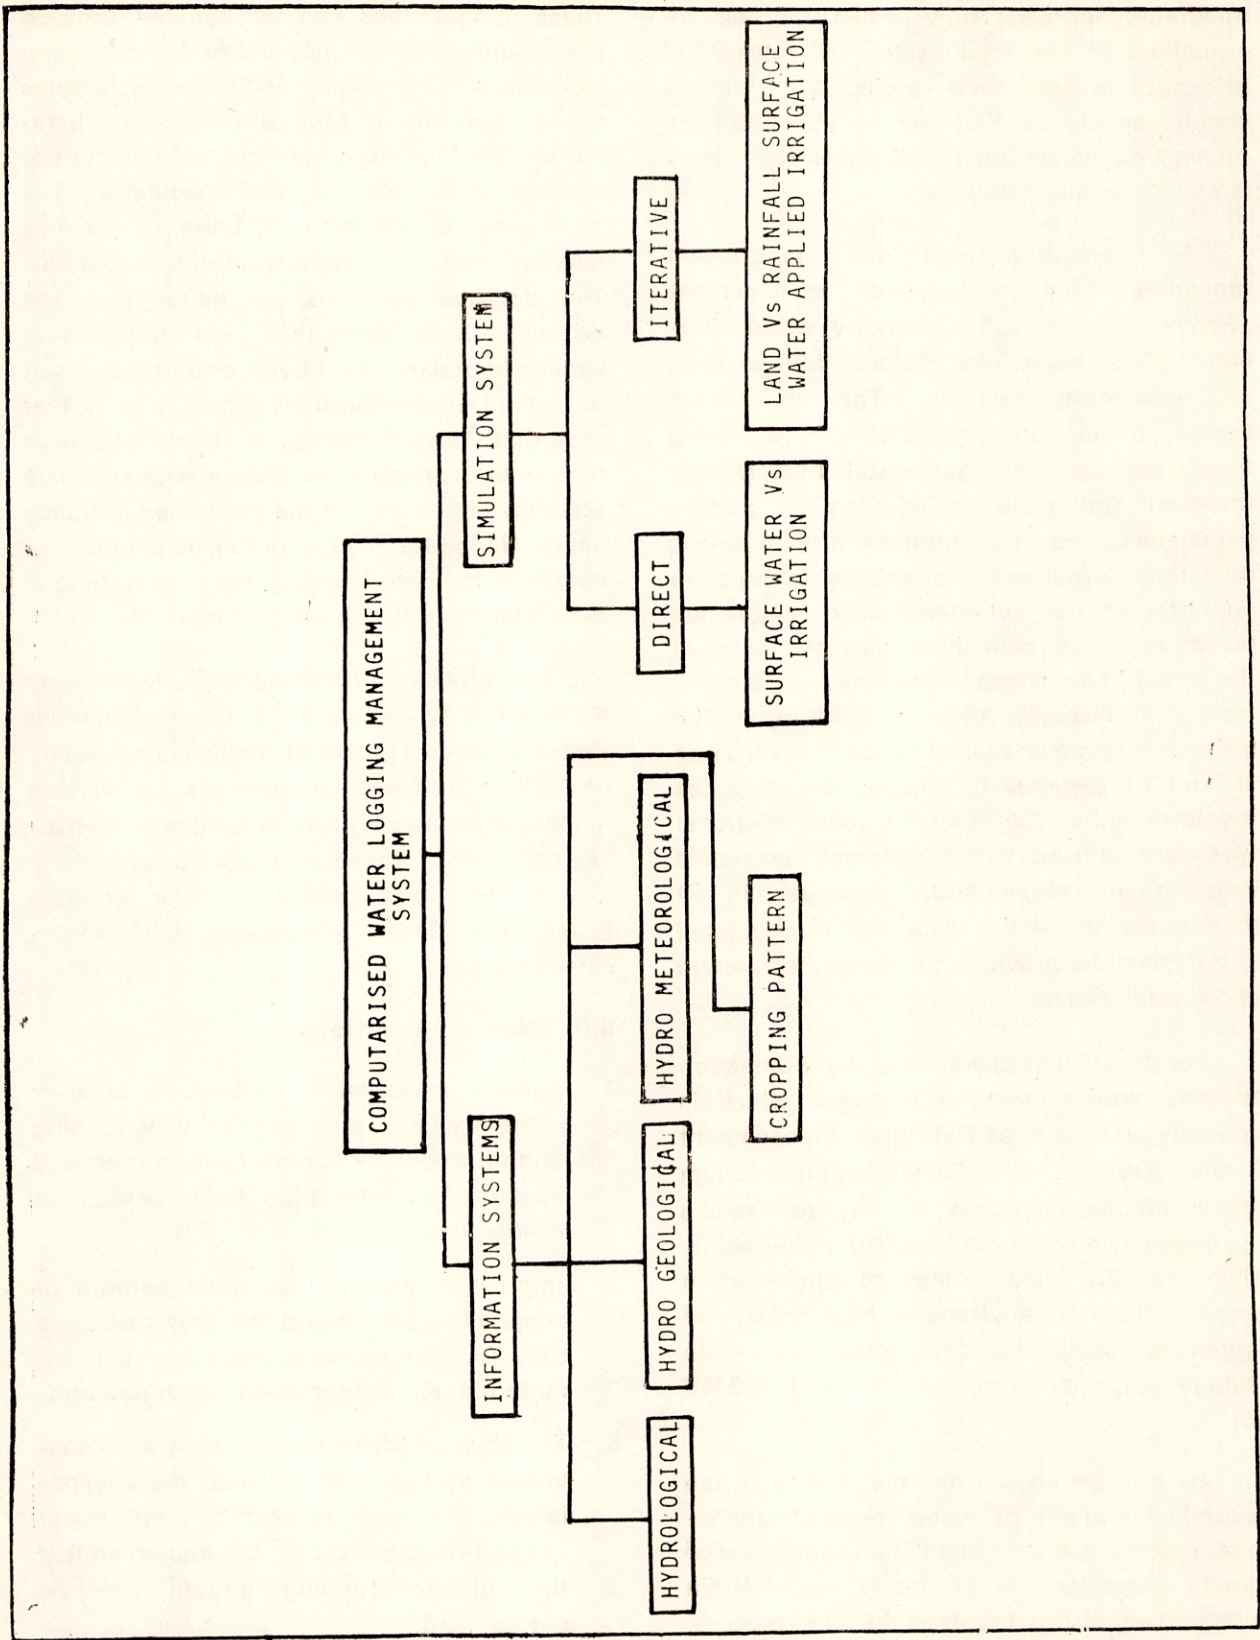 COMPUTARISED WATER LOGGING MANAGEMENT
SYSTEM
INFORMATION SYSTEMS
SIMULATION SYSTEM
HYDROLOGICAL
HYDRO GEOLOGICAL
HYDRO METEOROLOGICAL
CROPPING PATTERN
DIRECT
ITERATIVE
SURFACE WATER Vs
IRRIGATION
LAND Vs RAINFALL SURFACE
WATER APPLIED IRRIGATION